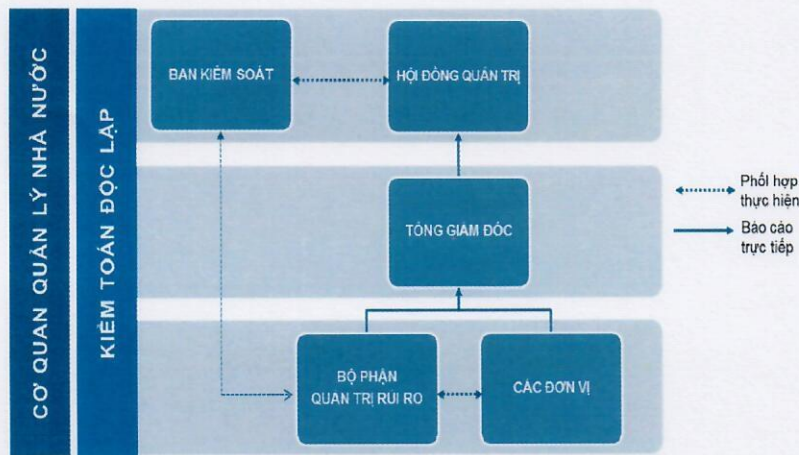 CƠ QUAN QUẢN LÝ NHÀ NƯỚC
KIỂM TOÁN ĐỘC LẬP
BAN KIỂM SOÁT
HỘI ĐỒNG QUẢN TRỊ
TỔNG GIÁM ĐỐC
BỘ PHẬN
QUẢN TRỊ RỦI RO
CÁC ĐƠN VỊ
Phối hợp
thực hiện
Báo cáo
trực tiếp